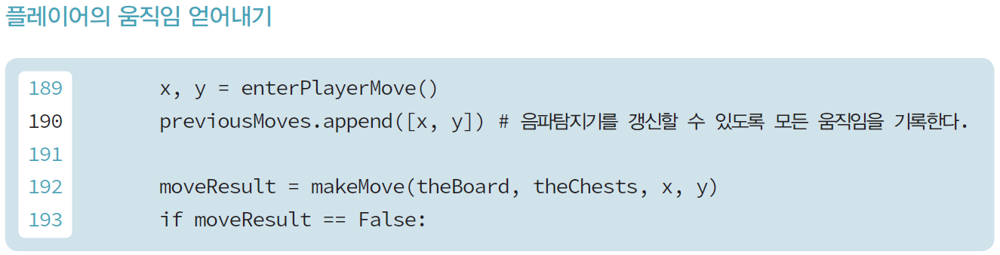 플레이어의 움직임 얻어내기
189 x, y = enterPlayerMove()
190 previousMoves.append([x, y]) # 음파탐지기를 갱신할 수 있도록 모든 움직임을 기록한다.
191
192 moveResult = makeMove(theBoard, theChests, x, y)
193 if moveResult == False: